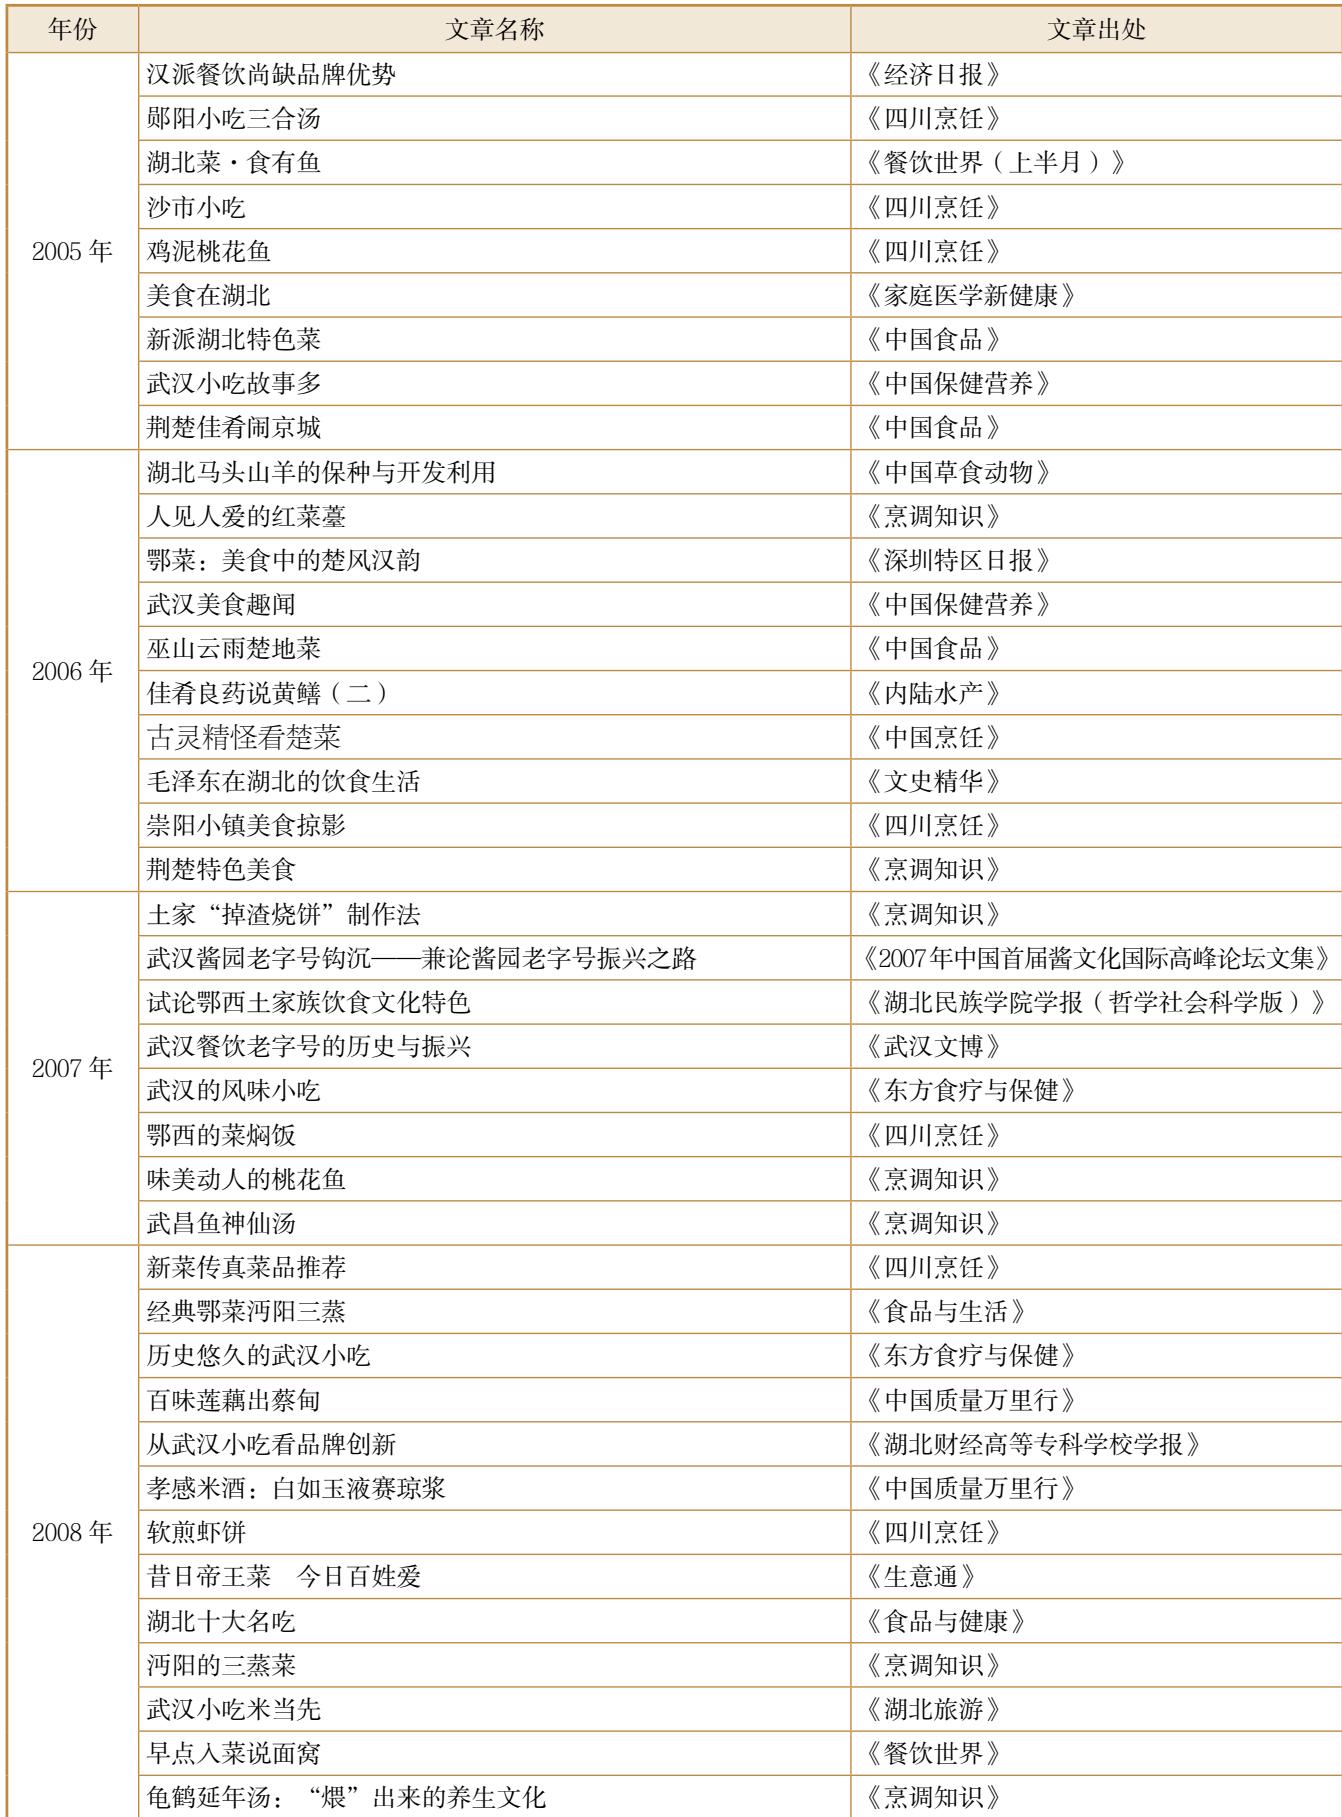 年份 文章名称 文章出处
汉派餐饮尚缺品牌优势 《经济日报》
郧阳小吃三合汤 《四川烹饪》
湖北菜·食有鱼 《餐饮世界（上半月）》
沙市小吃 《四川烹饪》
2005 年 鸡泥桃花鱼 《四川烹饪》
美食在湖北 《家庭医学新健康》
新派湖北特色菜 《中国食品》
武汉小吃故事多 《中国保健营养》
荆楚佳肴闹京城 《中国食品》
湖北马头山羊的保种与开发利用 《中国草食动物》
人见人爱的红菜薹 《烹调知识》
鄂菜：美食中的楚风汉韵 《深圳特区日报》
武汉美食趣闻 《中国保健营养》
巫山云雨楚地菜 《中国食品》
2006 年 佳肴良药说黄鳝（二） 《内陆水产》
古灵精怪看楚菜 《中国烹饪》
毛泽东在湖北的饮食生活 《文史精华》
崇阳小镇美食掠影 《四川烹饪》
荆楚特色美食 《烹调知识》
土家“掉渣烧饼”制作法 《烹调知识》
武汉酱园老字号钩沉——兼论酱园老字号振兴之路 《2007年中国首届酱文化国际高峰论坛文集》
试论鄂西土家族饮食文化特色 《湖北民族学院学报（哲学社会科学版）》
武汉餐饮老字号的历史与振兴 《武汉文博》
2007 年 武汉的风味小吃 《东方食疗与保健》
鄂西的菜焖饭 《四川烹饪》
味美动人的桃花鱼 《烹调知识》
武昌鱼神仙汤 《烹调知识》
新菜传真菜品推荐 《四川烹饪》
经典鄂菜沔阳三蒸 《食品与生活》
历史悠久的武汉小吃 《东方食疗与保健》
百味莲藕出蔡甸 《中国质量万里行》
从武汉小吃看品牌创新 《湖北财经高等专科学校学报》
孝感米酒：白如玉液赛琼浆 《中国质量万里行》
2008 年 软煎虾饼 《四川烹饪》
昔日帝王菜　今日百姓爱 《生意通》
湖北十大名吃 《食品与健康》
沔阳的三蒸菜 《烹调知识》
武汉小吃米当先 《湖北旅游》
早点入菜说面窝 《餐饮世界》
龟鹤延年汤：“煨”出来的养生文化 《烹调知识》